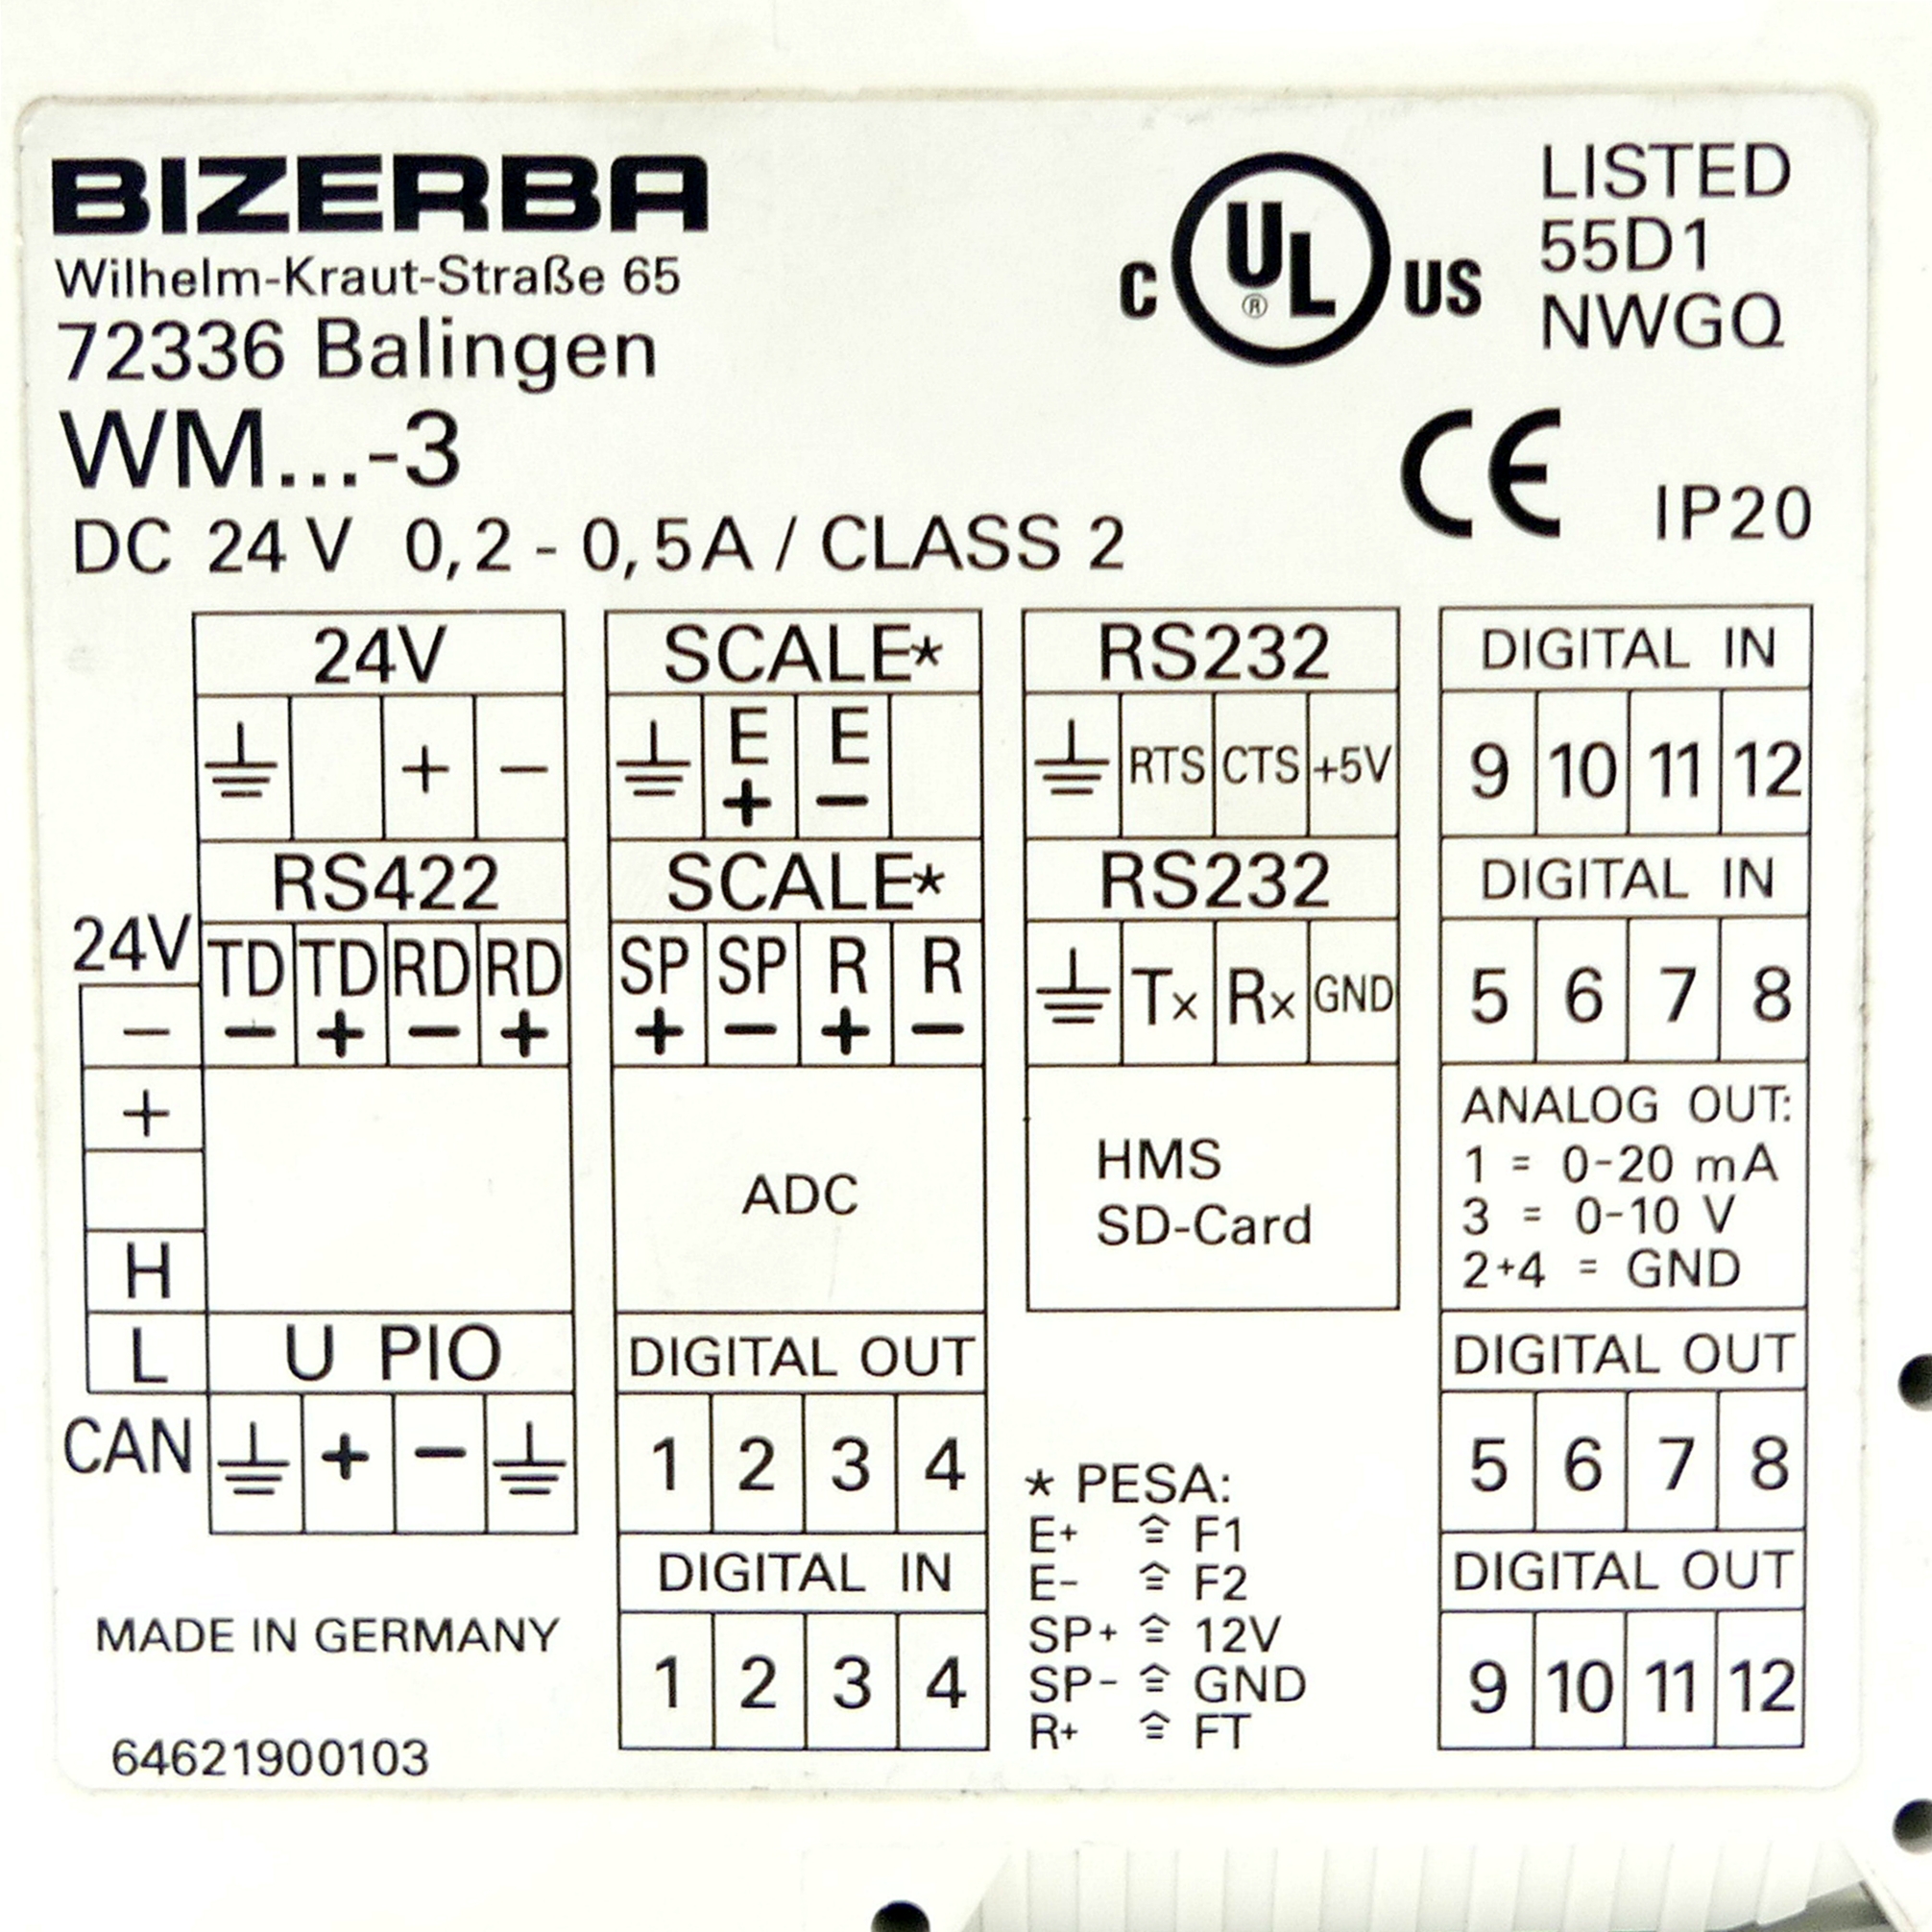 BIZERBA
Wilhelm-Kraut-Straße 65
72336 Balingen
WM...-3
DC 24 V 0,2 - 0,5A / CLASS 2
C UL ® US
LISTED
55D1
NWGQ
CE IP20
24V
+ −
RS422
TD TD RD RD
− + − +
24V
−
+
H
L
CAN
U PIO
+ −
MADE IN GERMANY
64621900103
SCALE*
E E
+ −
SCALE*
SP SP R R
+ − + −
ADC
DIGITAL OUT
1 2 3 4
DIGITAL IN
1 2 3 4
RS232
RTS CTS +5V
RS232
Tx Rx GND
HMS
SD-Card
* PESA:
E+ ≙ F1
E- ≙ F2
SP+ ≙ 12V
SP- ≙ GND
R+ ≙ FT
DIGITAL IN
9 10 11 12
DIGITAL IN
5 6 7 8
ANALOG OUT:
1 = 0-20 mA
3 = 0-10 V
2+4 = GND
DIGITAL OUT
5 6 7 8
DIGITAL OUT
9 10 11 12